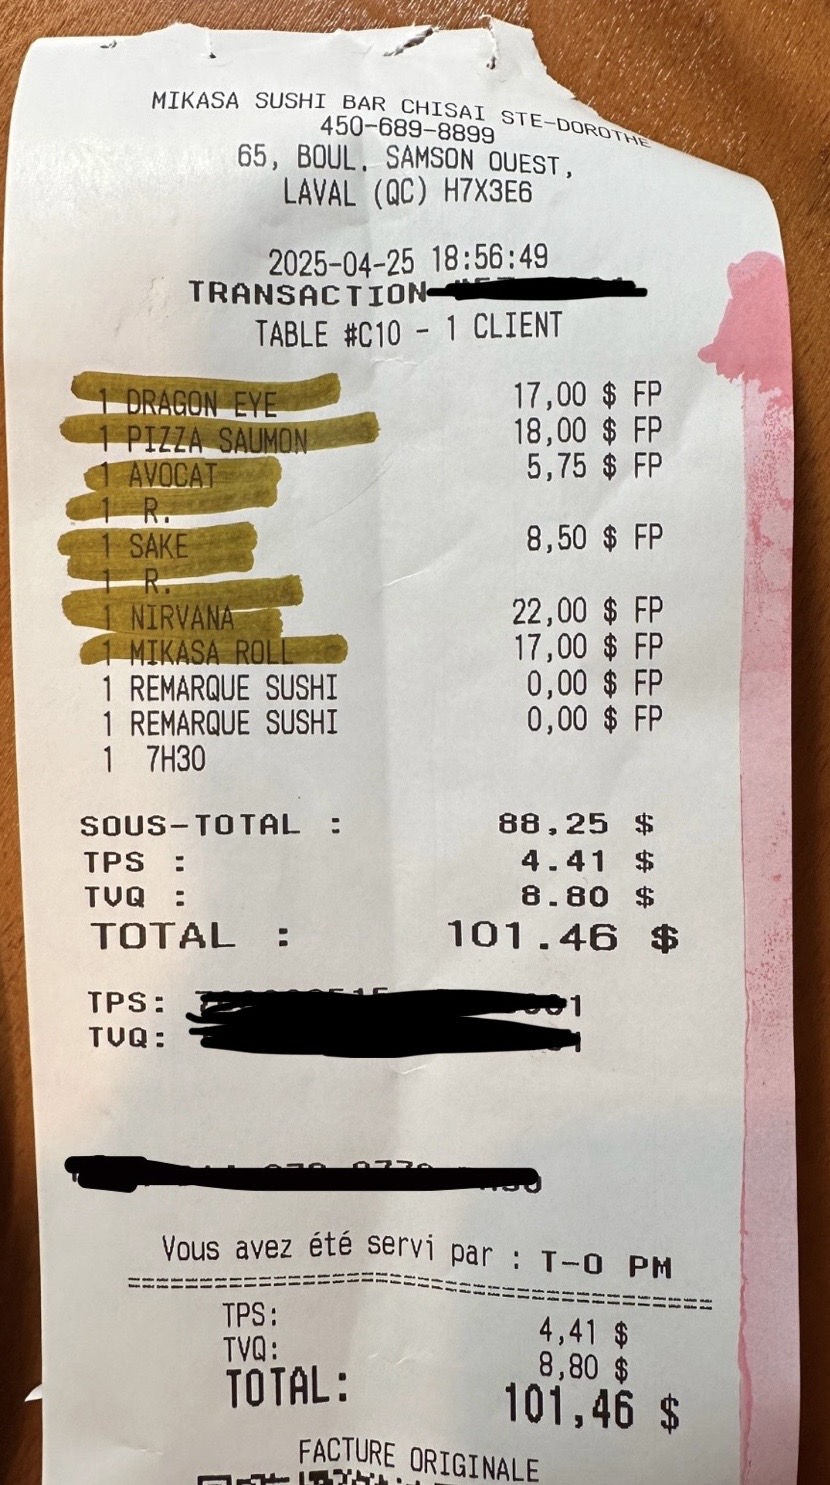 MIKASA SUSHI BAR CHISAI STE-DOROTHE
450-689-8899
65, BOUL. SAMSON OUEST,
LAVAL (QC) H7X3E6
2025-04-25 18:56:49
TRANSACTION
TABLE #C10 - 1 CLIENT
1 DRAGON EYE 17,00 $ FP
1 PIZZA SAUMON 18,00 $ FP
1 AVOCAT 5,75 $ FP
1 R.
1 SAKE 8,50 $ FP
1 R.
1 NIRVANA 22,00 $ FP
1 MIKASA ROLL 17,00 $ FP
1 REMARQUE SUSHI 0,00 $ FP
1 REMARQUE SUSHI 0,00 $ FP
1 7H30
SOUS-TOTAL : 88.25 $
TPS : 4.41 $
TVQ : 8.80 $
TOTAL : 101.46 $
TPS:
TVQ:
Vous avez été servi par : T-O PM
TPS: 4,41 $
TVQ: 8,80 $
TOTAL: 101,46 $
FACTURE ORIGINALE